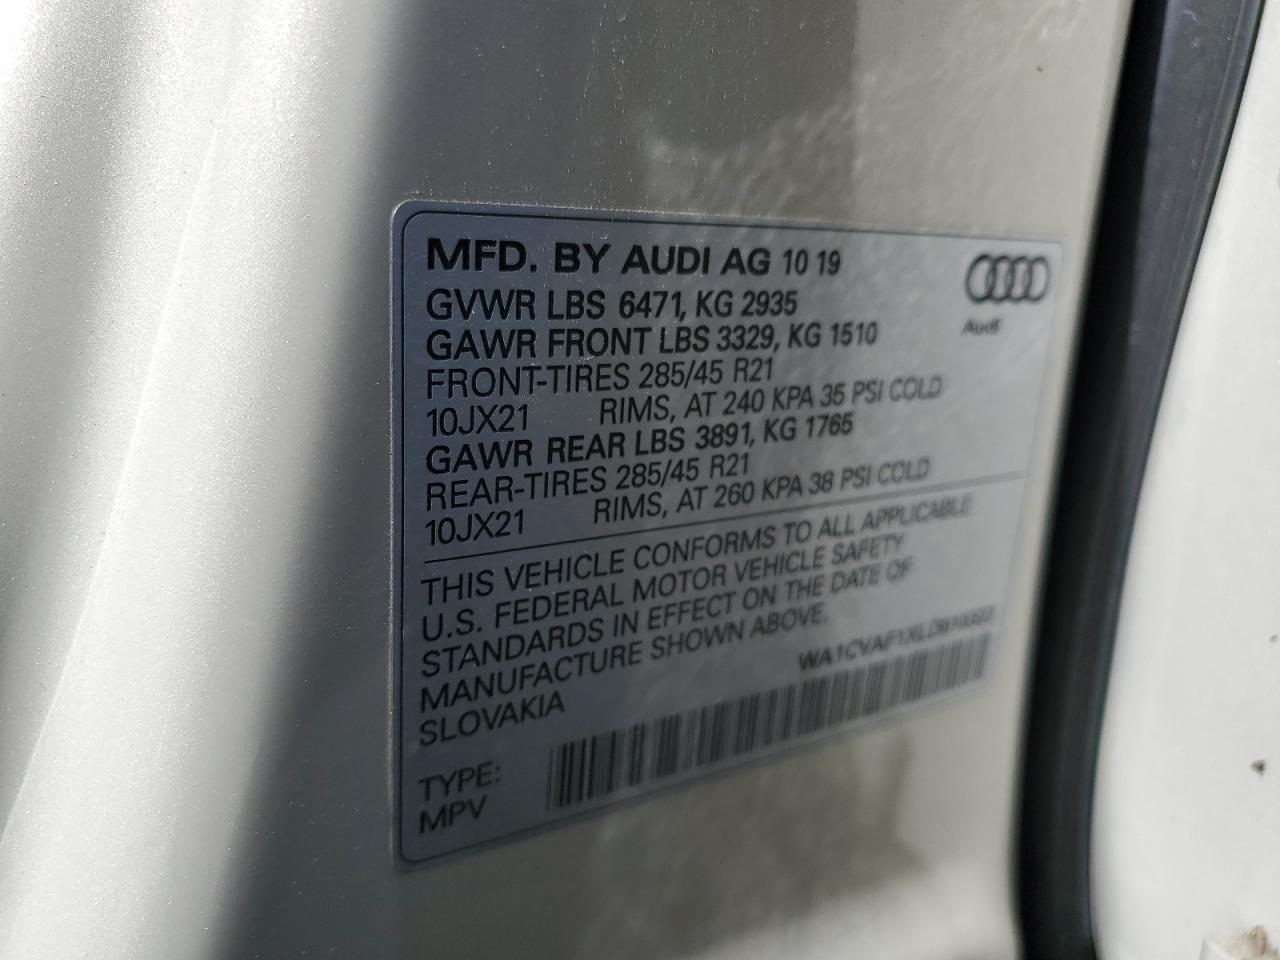 MFD. BY AUDI AG 10 19
GVWR LBS 6471, KG 2935
GAWR FRONT LBS 3329, KG 1510
FRONT-TIRES 285/45 R21
10JX21 RIMS, AT 240 KPA 35 PSI COLD
GAWR REAR LBS 3891, KG 1765
REAR-TIRES 285/45 R21
10JX21 RIMS, AT 260 KPA 38 PSI COLD
Audi
THIS VEHICLE CONFORMS TO ALL APPLICABLE
U.S. FEDERAL MOTOR VEHICLE SAFETY
STANDARDS IN EFFECT ON THE DATE OF
MANUFACTURE SHOWN ABOVE.
SLOVAKIA
TYPE:
MPV